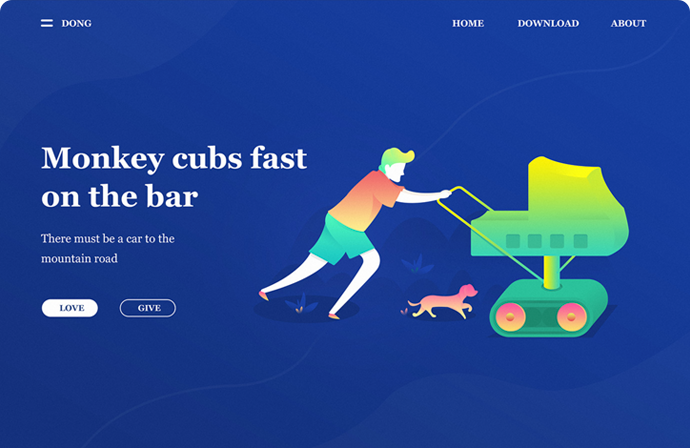 DONG
HOME
DOWNLOAD
ABOUT
Monkey cubs fast
on the bar
There must be a car to the
mountain road
LOVE
GIVE